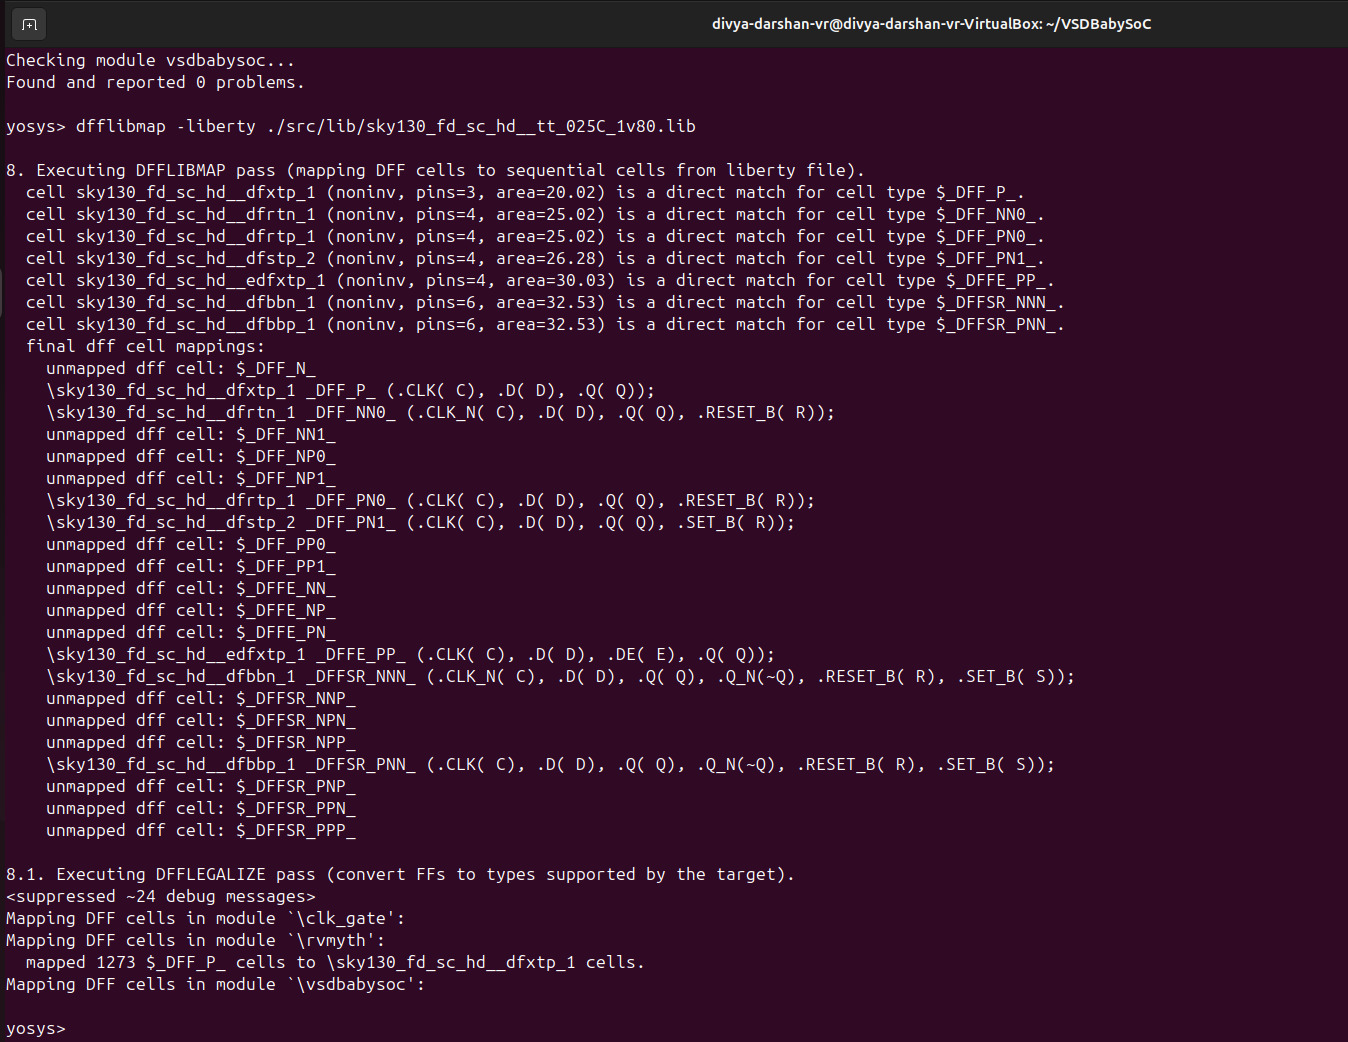 divya-darshan-vr@divya-darshan-vr-VirtualBox: ~/VSDBabySoC
Checking module vsdbabysoc...
Found and reported 0 problems.
yosys> dfflibmap -liberty ./src/lib/sky130_fd_sc_hd__tt_025C_1v80.lib
8. Executing DFFLIBMAP pass (mapping DFF cells to sequential cells from liberty file).
  cell sky130_fd_sc_hd__dfxtp_1 (noninv, pins=3, area=20.02) is a direct match for cell type $_DFF_P_.
  cell sky130_fd_sc_hd__dfrtn_1 (noninv, pins=4, area=25.02) is a direct match for cell type $_DFF_NN0_.
  cell sky130_fd_sc_hd__dfrtp_1 (noninv, pins=4, area=25.02) is a direct match for cell type $_DFF_PN0_.
  cell sky130_fd_sc_hd__dfstp_2 (noninv, pins=4, area=26.28) is a direct match for cell type $_DFF_PN1_.
  cell sky130_fd_sc_hd__edfxtp_1 (noninv, pins=4, area=30.03) is a direct match for cell type $_DFFE_PP_.
  cell sky130_fd_sc_hd__dfbbn_1 (noninv, pins=6, area=32.53) is a direct match for cell type $_DFFSR_NNN_.
  cell sky130_fd_sc_hd__dfbbp_1 (noninv, pins=6, area=32.53) is a direct match for cell type $_DFFSR_PNN_.
  final dff cell mappings:
    unmapped dff cell: $_DFF_N_
    \sky130_fd_sc_hd__dfxtp_1 _DFF_P_ (.CLK( C), .D( D), .Q( Q));
    \sky130_fd_sc_hd__dfrtn_1 _DFF_NN0_ (.CLK_N( C), .D( D), .Q( Q), .RESET_B( R));
    unmapped dff cell: $_DFF_NN1_
    unmapped dff cell: $_DFF_NP0_
    unmapped dff cell: $_DFF_NP1_
    \sky130_fd_sc_hd__dfrtp_1 _DFF_PN0_ (.CLK( C), .D( D), .Q( Q), .RESET_B( R));
    \sky130_fd_sc_hd__dfstp_2 _DFF_PN1_ (.CLK( C), .D( D), .Q( Q), .SET_B( R));
    unmapped dff cell: $_DFF_PP0_
    unmapped dff cell: $_DFF_PP1_
    unmapped dff cell: $_DFFE_NN_
    unmapped dff cell: $_DFFE_NP_
    unmapped dff cell: $_DFFE_PN_
    \sky130_fd_sc_hd__edfxtp_1 _DFFE_PP_ (.CLK( C), .D( D), .DE( E), .Q( Q));
    \sky130_fd_sc_hd__dfbbn_1 _DFFSR_NNN_ (.CLK_N( C), .D( D), .Q( Q), .Q_N(~Q), .RESET_B( R), .SET_B( S));
    unmapped dff cell: $_DFFSR_NNP_
    unmapped dff cell: $_DFFSR_NPN_
    unmapped dff cell: $_DFFSR_NPP_
    \sky130_fd_sc_hd__dfbbp_1 _DFFSR_PNN_ (.CLK( C), .D( D), .Q( Q), .Q_N(~Q), .RESET_B( R), .SET_B( S));
    unmapped dff cell: $_DFFSR_PNP_
    unmapped dff cell: $_DFFSR_PPN_
    unmapped dff cell: $_DFFSR_PPP_
8.1. Executing DFFLEGALIZE pass (convert FFs to types supported by the target).
<suppressed ~24 debug messages>
Mapping DFF cells in module `\clk_gate':
Mapping DFF cells in module `\rvmyth':
  mapped 1273 $_DFF_P_ cells to \sky130_fd_sc_hd__dfxtp_1 cells.
Mapping DFF cells in module `\vsdbabysoc':
yosys>